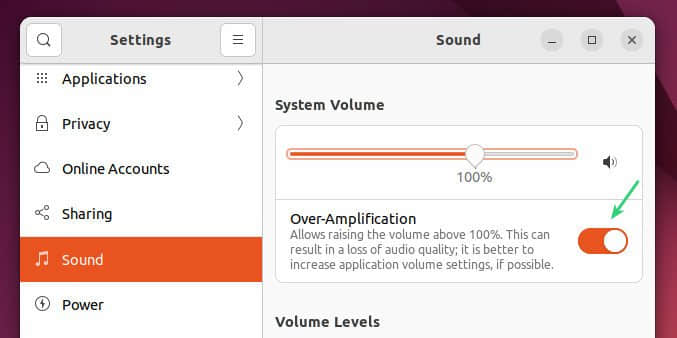 Settings
Sound
Applications
Privacy
Online Accounts
Sharing
Sound
Power
System Volume
100%
Over-Amplification
Allows raising the volume above 100%. This can
result in a loss of audio quality; it is better to
increase application volume settings, if possible.
Volume Levels